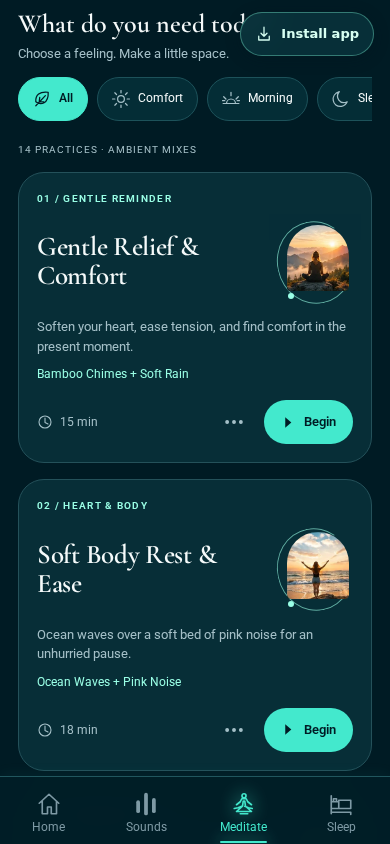 What do you need tod
Install app
Choose a feeling. Make a little space.
All
Comfort
Morning
Sle
14 PRACTICES · AMBIENT MIXES
01 / GENTLE REMINDER
Gentle Relief &
Comfort
Soften your heart, ease tension, and find comfort in the
present moment.
Bamboo Chimes + Soft Rain
15 min
Begin
02 / HEART & BODY
Soft Body Rest &
Ease
Ocean waves over a soft bed of pink noise for an
unhurried pause.
Ocean Waves + Pink Noise
18 min
Begin
Home
Sounds
Meditate
Sleep